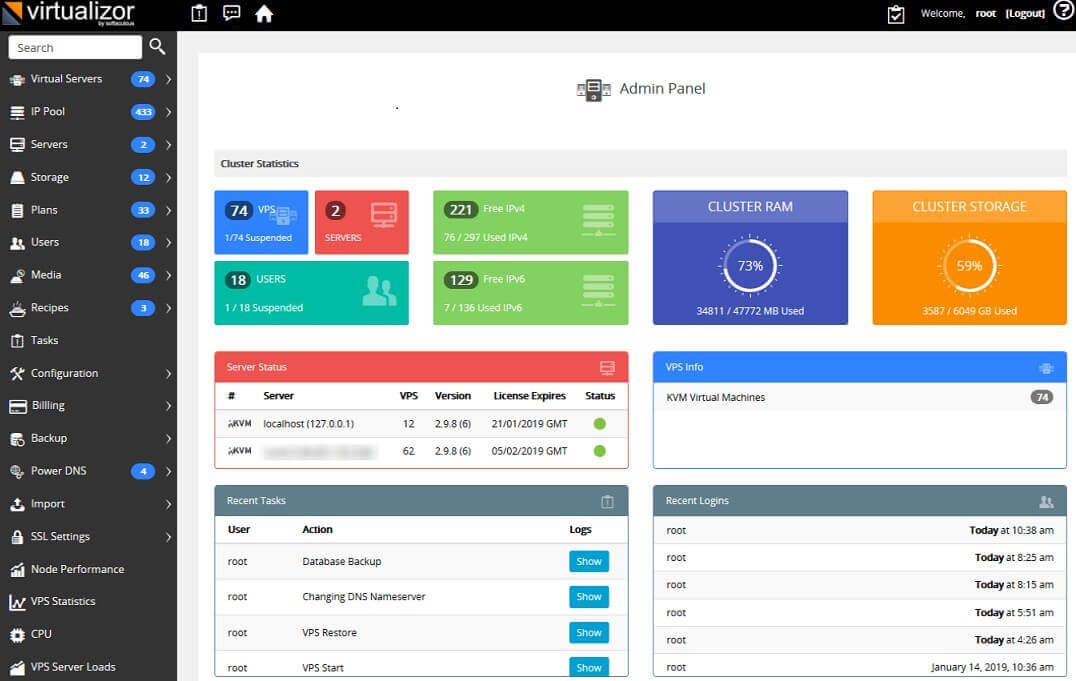 virtualizor
by softaculous
Welcome, root [Logout]
Search
Virtual Servers 74
IP Pool 433
Servers 2
Storage 12
Plans 33
Users 18
Media 46
Recipes 3
Tasks
Configuration
Billing
Backup
Power DNS 4
Import
SSL Settings
Node Performance
VPS Statistics
CPU
VPS Server Loads
Admin Panel
Cluster Statistics
74 VPS
1/74 Suspended
2
SERVERS
18 USERS
1 / 18 Suspended
221 Free IPv4
76 / 297 Used IPv4
129 Free IPv6
7 / 136 Used IPv6
CLUSTER RAM
73%
34811 / 47772 MB Used
CLUSTER STORAGE
59%
3587 / 6049 GB Used
Server Status
# Server VPS Version License Expires Status
KVM localhost (127.0.0.1) 12 2.9.8 (6) 21/01/2019 GMT
KVM 62 2.9.8 (6) 05/02/2019 GMT
VPS Info
KVM Virtual Machines 74
Recent Tasks
User Action Logs
root Database Backup Show
root Changing DNS Nameserver Show
root VPS Restore Show
root VPS Start Show
Recent Logins
root Today at 10:38 am
root Today at 8:25 am
root Today at 8:15 am
root Today at 5:51 am
root Today at 4:26 am
root January 14, 2019, 10:36 am